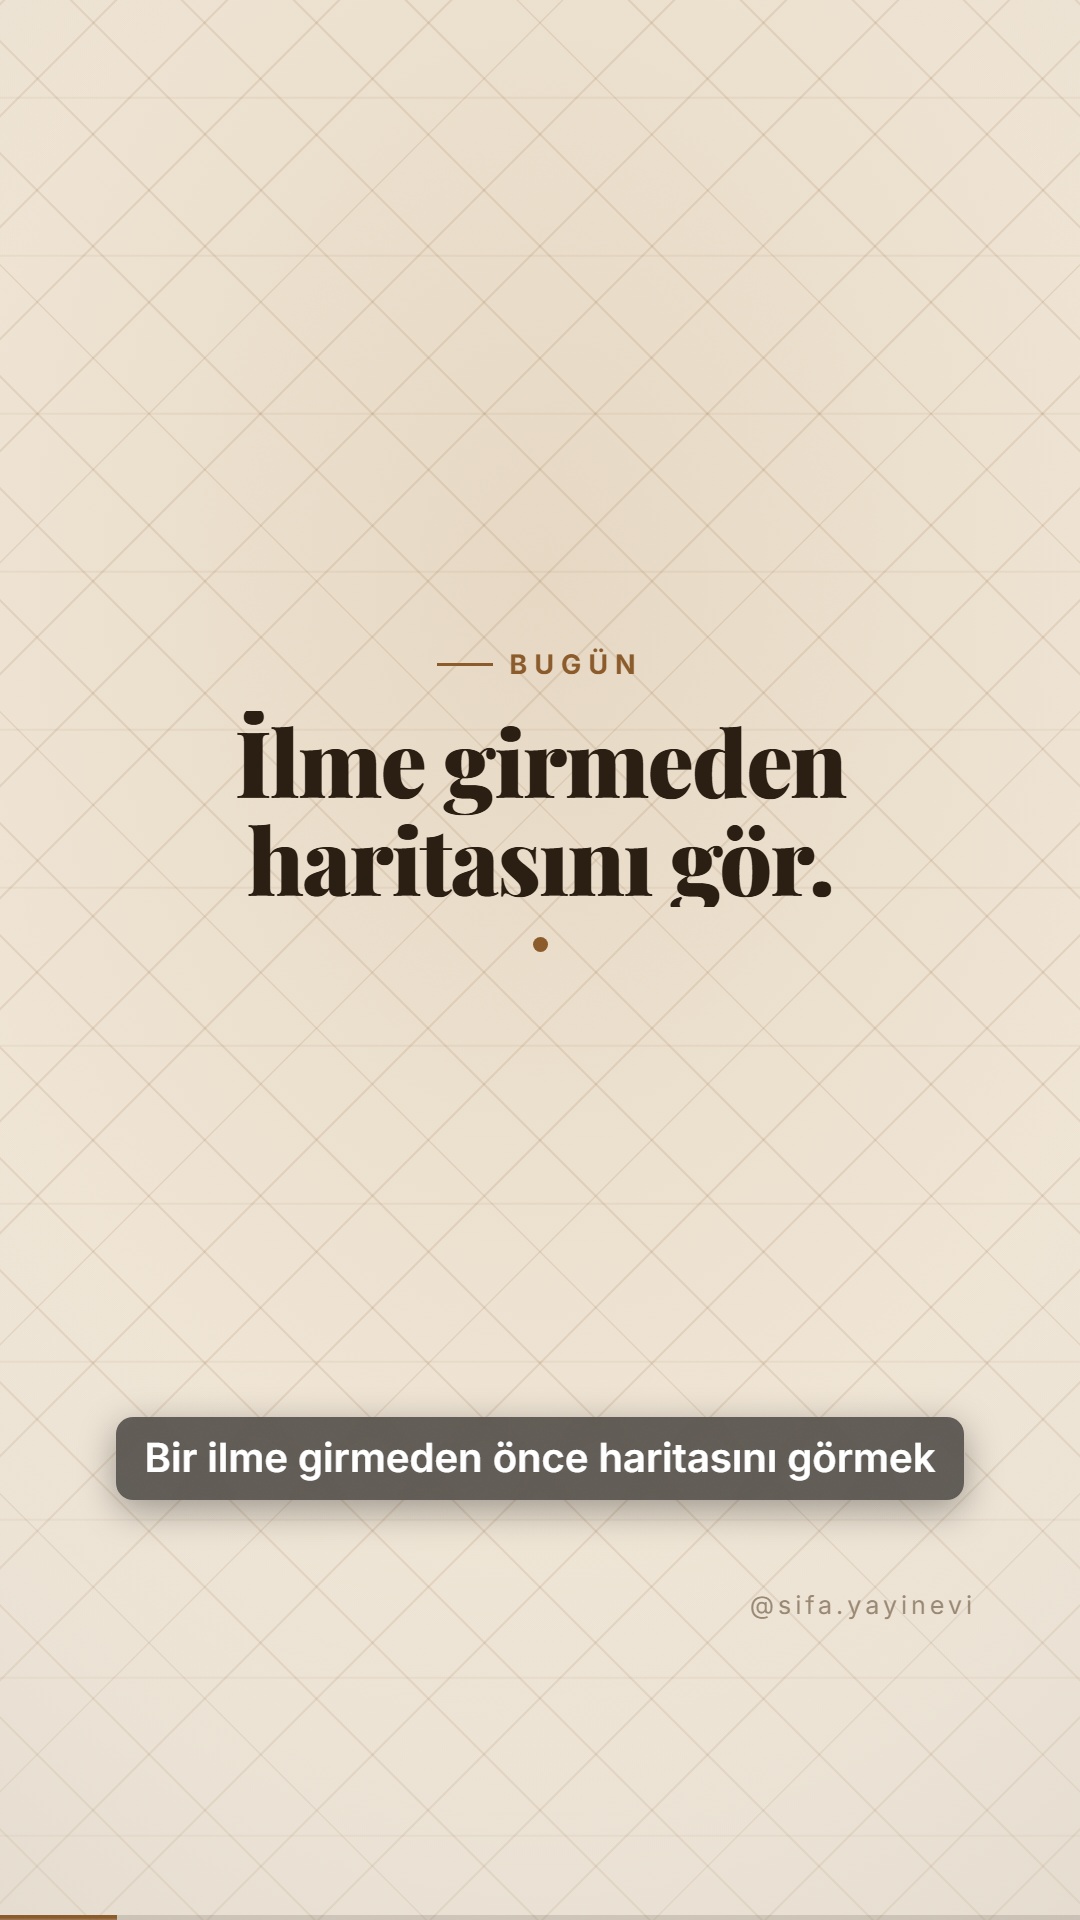 BUGÜN
İlme girmeden
haritasını gör.
Bir ilme girmeden önce haritasını görmek
@sifa.yayinevi